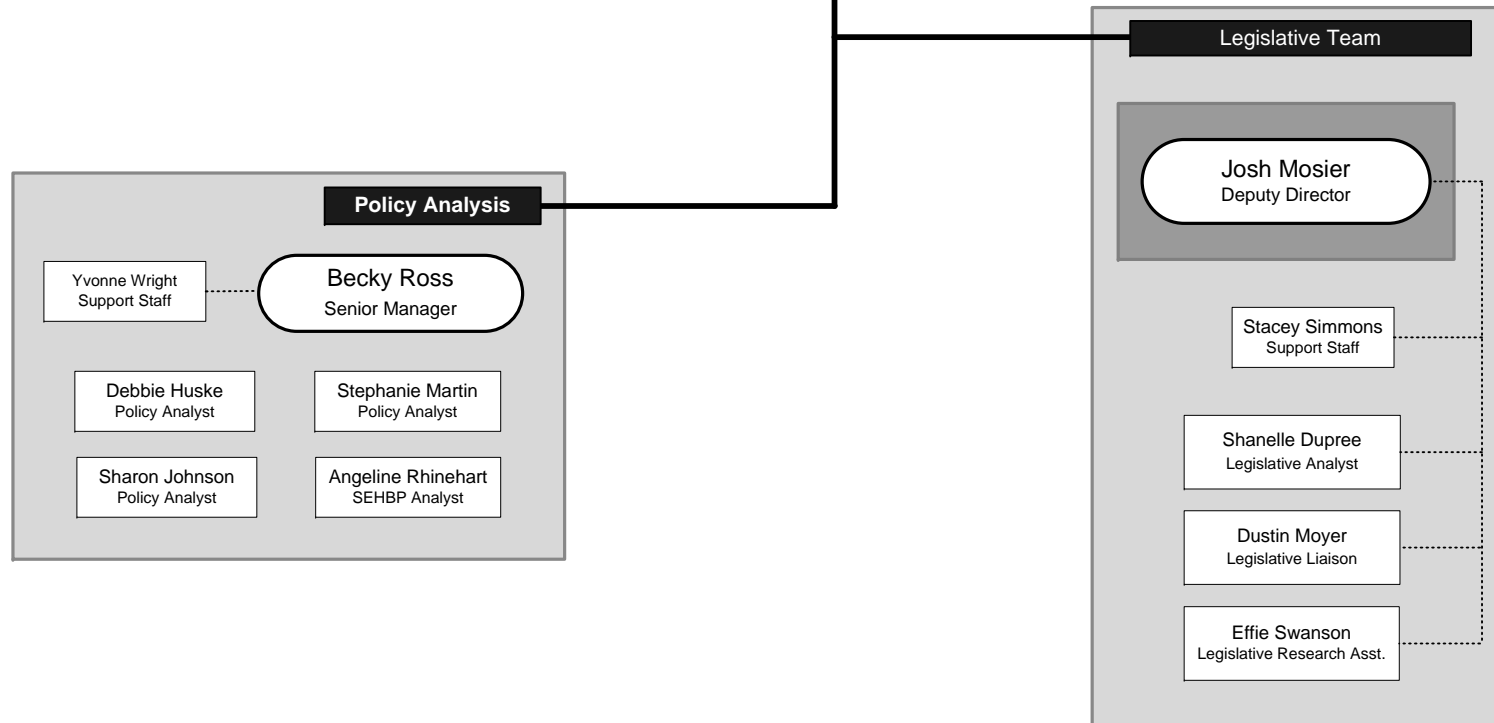 Legislative Team
Josh Mosier
Deputy Director
Policy Analysis
Yvonne Wright
Support Staff
Becky Ross
Senior Manager
Debbie Huske
Policy Analyst
Stephanie Martin
Policy Analyst
Sharon Johnson
Policy Analyst
Angeline Rhinehart
SEHBP Analyst
Stacey Simmons
Support Staff
Shanelle Dupree
Legislative Analyst
Dustin Moyer
Legislative Liaison
Effie Swanson
Legislative Research Asst.